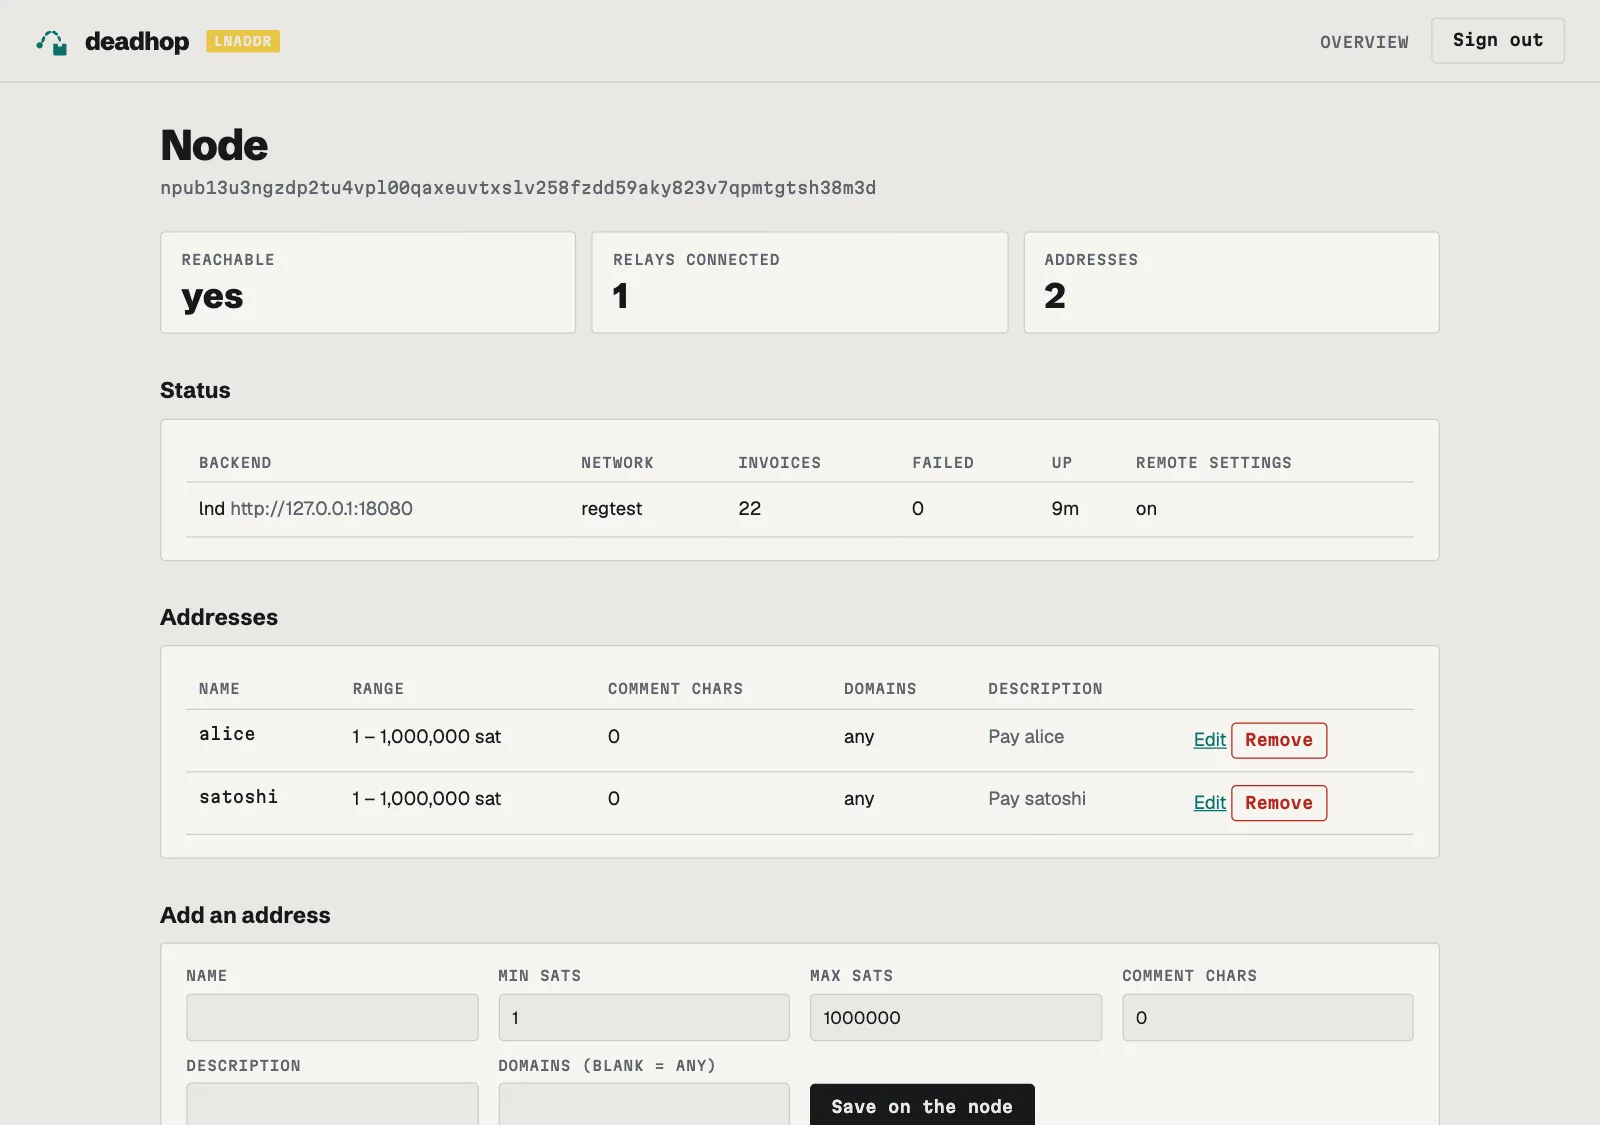 deadhop LNADDR OVERVIEW Sign out
Node
npub13u3ngzdp2tu4vpl00qaxeuvtxslv258fzdd59aky823v7qpmtgtsh38m3d
REACHABLE RELAYS CONNECTED ADDRESSES
yes 1 2
Status
BACKEND NETWORK INVOICES FAILED UP REMOTE SETTINGS
lnd http://127.0.0.1:18080 regtest 22 0 9m on
Addresses
NAME RANGE COMMENT CHARS DOMAINS DESCRIPTION
alice 1 – 1,000,000 sat 0 any Pay alice Edit Remove
satoshi 1 – 1,000,000 sat 0 any Pay satoshi Edit Remove
Add an address
NAME MIN SATS MAX SATS COMMENT CHARS
1 1000000 0
DESCRIPTION DOMAINS (BLANK = ANY)
Save on the node